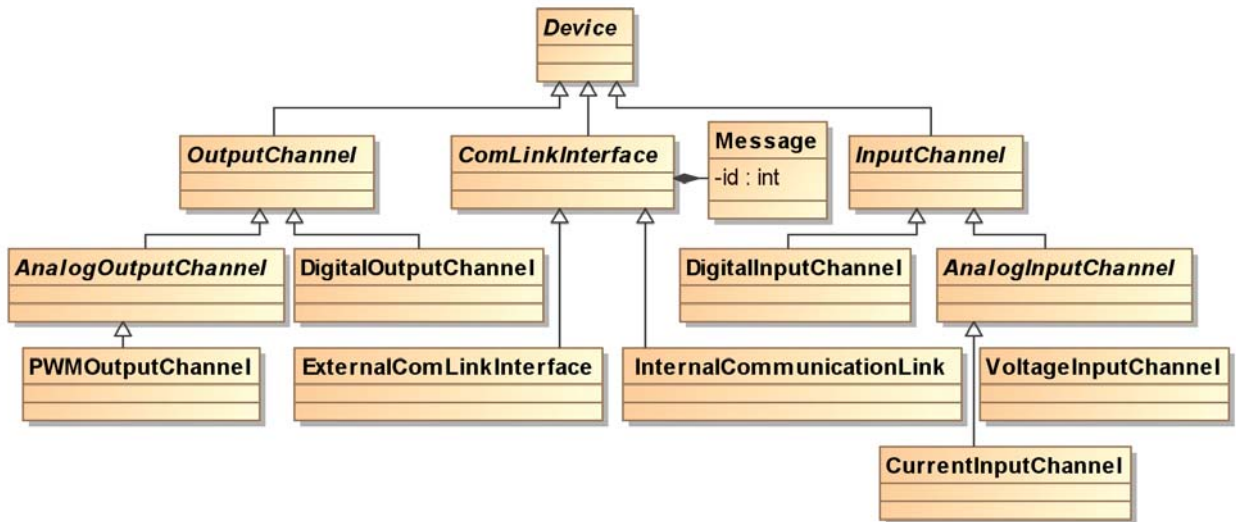 Device
OutputChannel
ComLinkInterface
Message
-id : int
InputChannel
AnalogOutputChannel
DigitalOutputChannel
DigitalInputChannel
AnalogInputChannel
PWMOutputChannel
ExternalComLinkInterface
InternalCommunicationLink
VoltageInputChannel
CurrentInputChannel